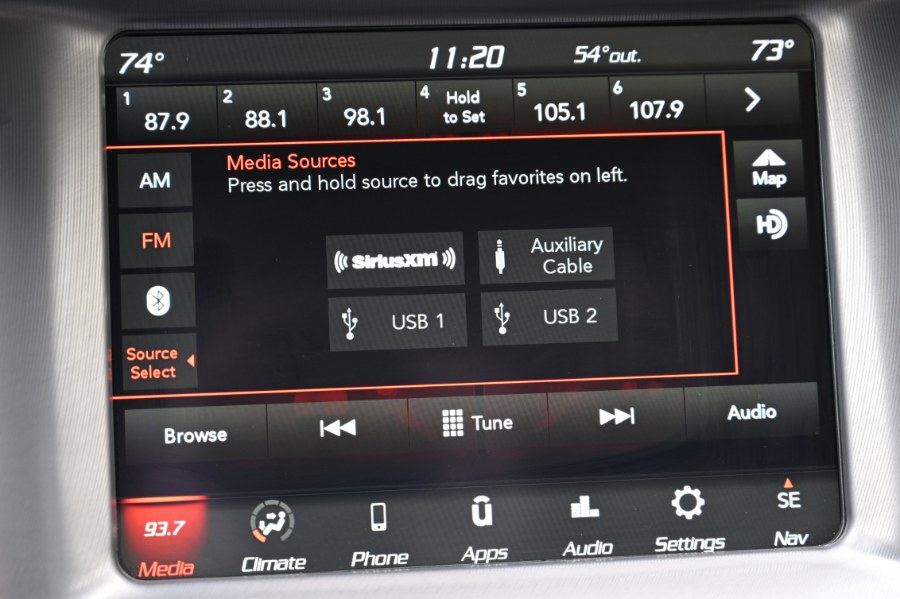 74° 11:20 54°out. 73°
1 2 3 4 Hold 5 6
87.9 88.1 98.1 to Set 105.1 107.9
Media Sources
Press and hold source to drag favorites on left.
AM
Map
FM
HD
SiriusXM
Auxiliary
Cable
USB 1
USB 2
Source
Select
Browse Tune Audio
93.7 SE
Media Climate Phone Apps Audio Settings Nav